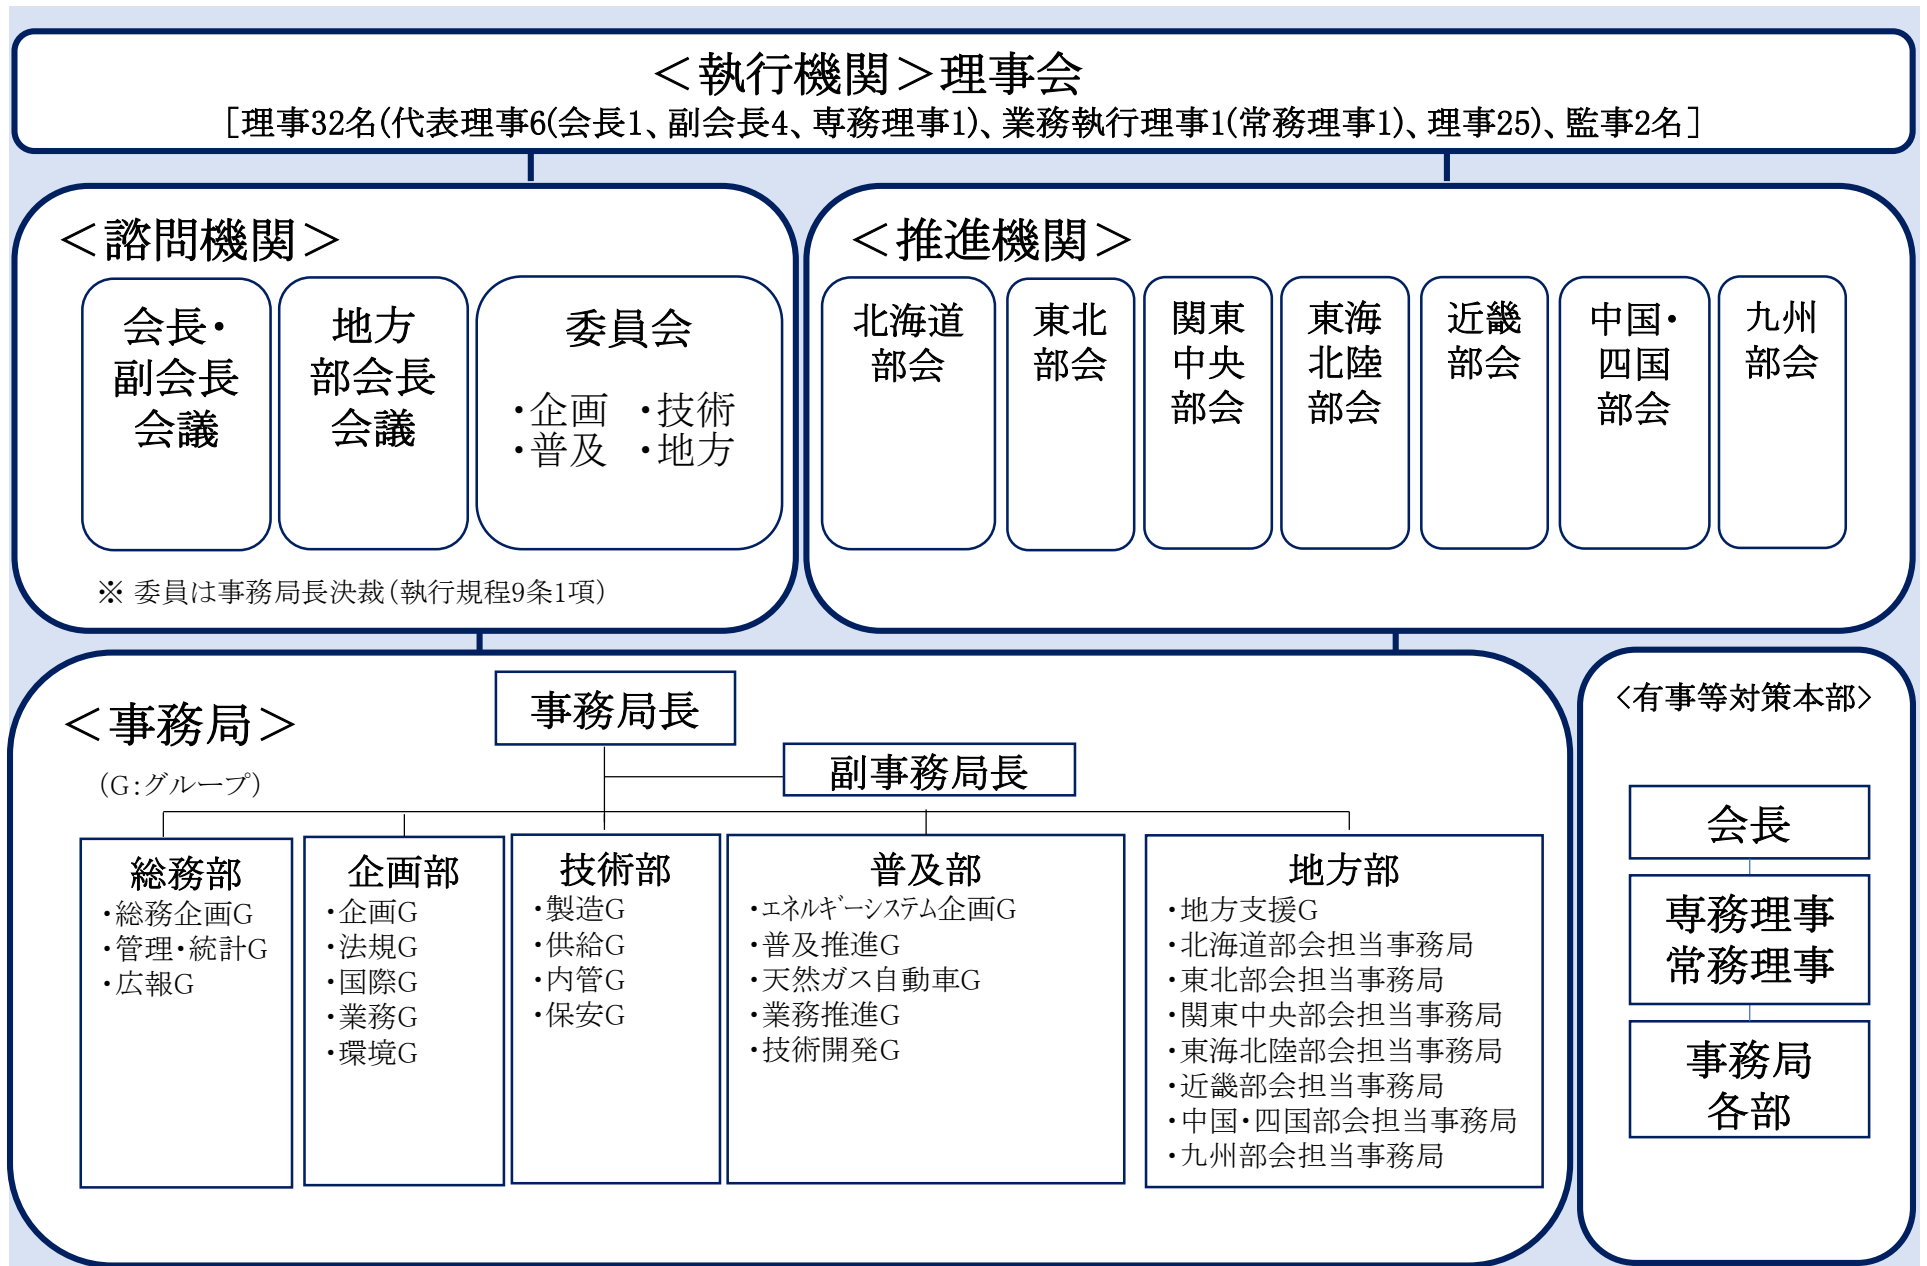 ＜執行機関＞理事会
［理事32名(代表理事6(会長1、副会長4、専務理事1)、業務執行理事1(常務理事1)、理事25)、監事2名］
＜諮問機関＞
会長・
副会長
会議
地方
部会長
会議
委員会
・企画 ・技術
・普及 ・地方
※ 委員は事務局長決裁(執行規程9条1項)
＜推進機関＞
北海道
部会
東北
部会
関東
中央
部会
東海
北陸
部会
近畿
部会
中国・
四国
部会
九州
部会
＜事務局＞
(G:グループ)
事務局長
副事務局長
総務部
・総務企画G
・管理・統計G
・広報G
企画部
・企画G
・法規G
・国際G
・業務G
・環境G
技術部
・製造G
・供給G
・内管G
・保安G
普及部
・エネルギーシステム企画G
・普及推進G
・天然ガス自動車G
・業務推進G
・技術開発G
地方部
・地方支援G
・北海道部会担当事務局
・東北部会担当事務局
・関東中央部会担当事務局
・東海北陸部会担当事務局
・近畿部会担当事務局
・中国・四国部会担当事務局
・九州部会担当事務局
<有事等対策本部>
会長
専務理事
常務理事
事務局
各部